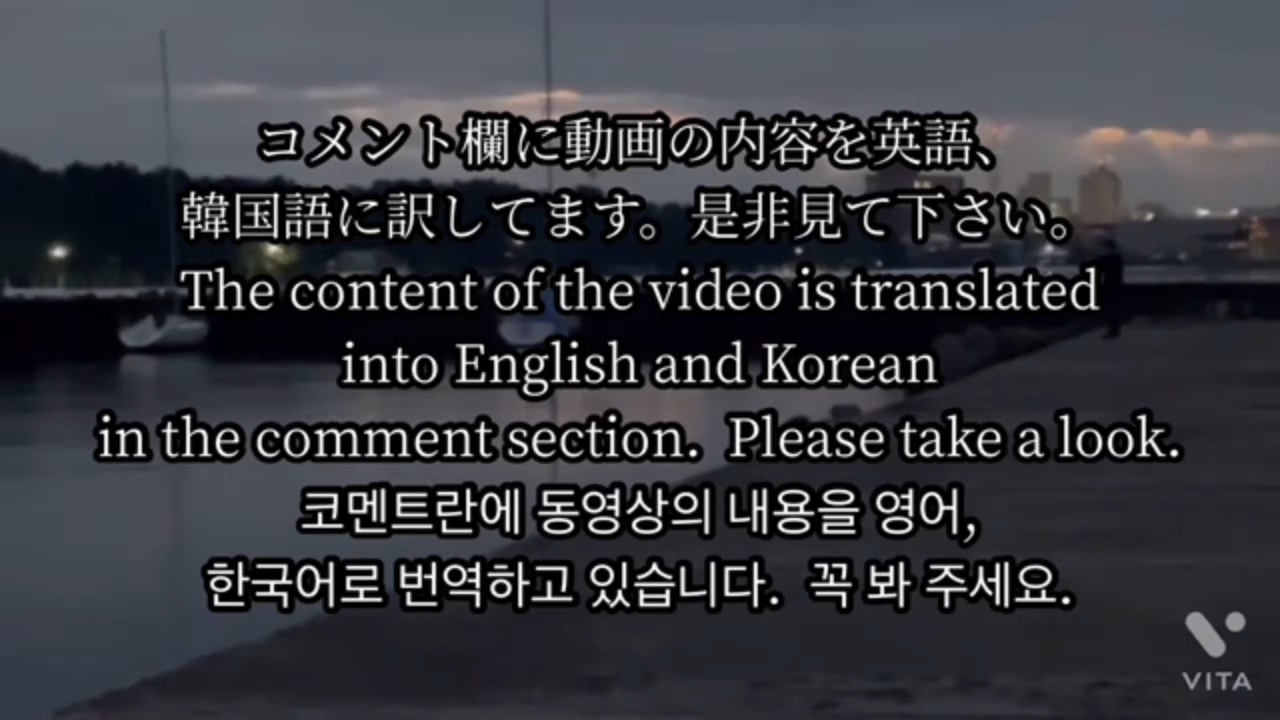 コメント欄に動画の内容を英語、
韓国語に訳してます。是非見て下さい。
The content of the video is translated
into English and Korean
in the comment section. Please take a look.
코멘트란에 동영상의 내용을 영어,
한국어로 번역하고 있습니다. 꼭 봐 주세요.
VITA